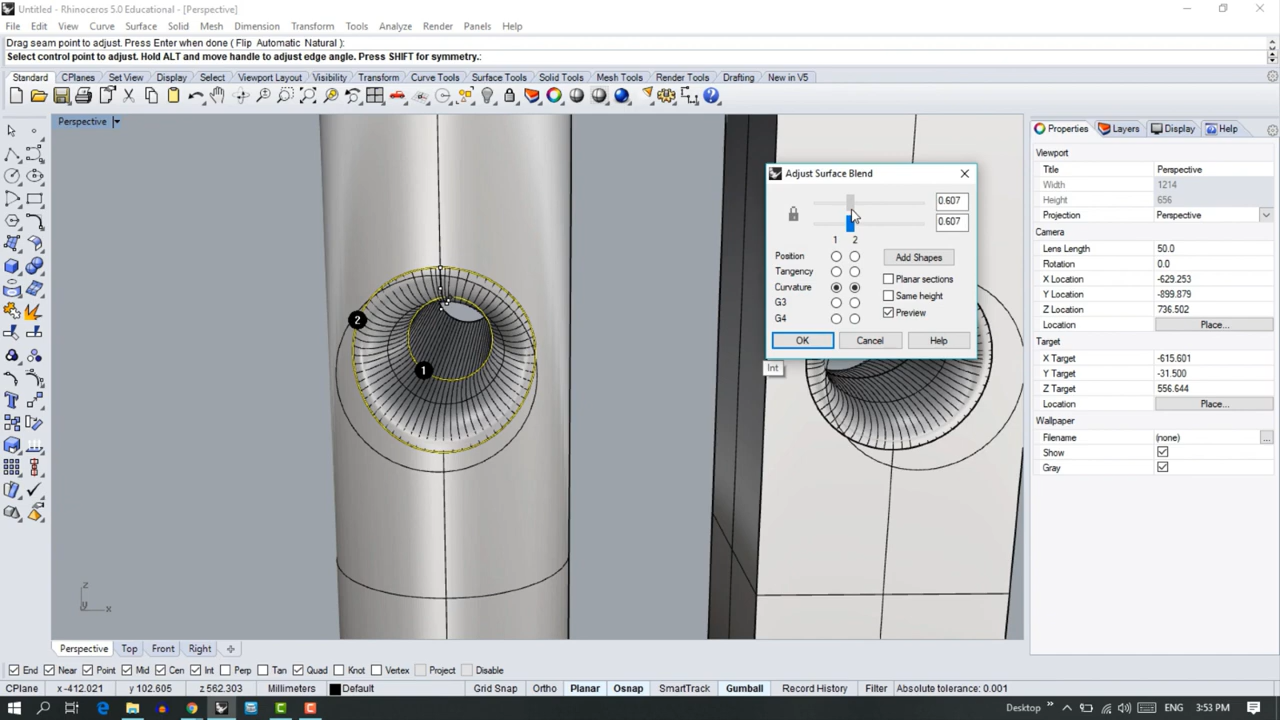 Untitled - Rhinoceros 5.0 Educational - [Perspective]
File Edit View Curve Surface Solid Mesh Dimension Transform Tools Analyze Render Panels Help
Drag seam point to adjust. Press Enter when done ( Flip Automatic Natural ):
Select control point to adjust. Hold ALT and move handle to adjust edge angle. Press SHIFT for symmetry.:
Standard CPlanes Set View Display Select Viewport Layout Visibility Transform Curve Tools Surface Tools Solid Tools Mesh Tools Render Tools Drafting New in V5
Perspective
Adjust Surface Blend
0.607
0.607
1 2
Position
Tangency
Curvature
G3
G4
Add Shapes
Planar sections
Same height
Preview
OK Cancel Help
Int
2
1
z
y x
Properties Layers Display Help
Viewport
Title Perspective
Width 1214
Height 656
Projection Perspective
Camera
Lens Length 50.0
Rotation 0.0
X Location -629.253
Y Location -899.879
Z Location 736.502
Location Place...
Target
X Target -615.601
Y Target -31.500
Z Target 556.644
Location Place...
Wallpaper
Filename (none) ...
Show
Gray
Perspective Top Front Right
End Near Point Mid Cen Int Perp Tan Quad Knot Vertex Project Disable
CPlane x -412.021 y 102.605 z 562.303 Millimeters Default Grid Snap Ortho Planar Osnap SmartTrack Gumball Record History Filter Absolute tolerance: 0.001
Desktop ENG 3:53 PM